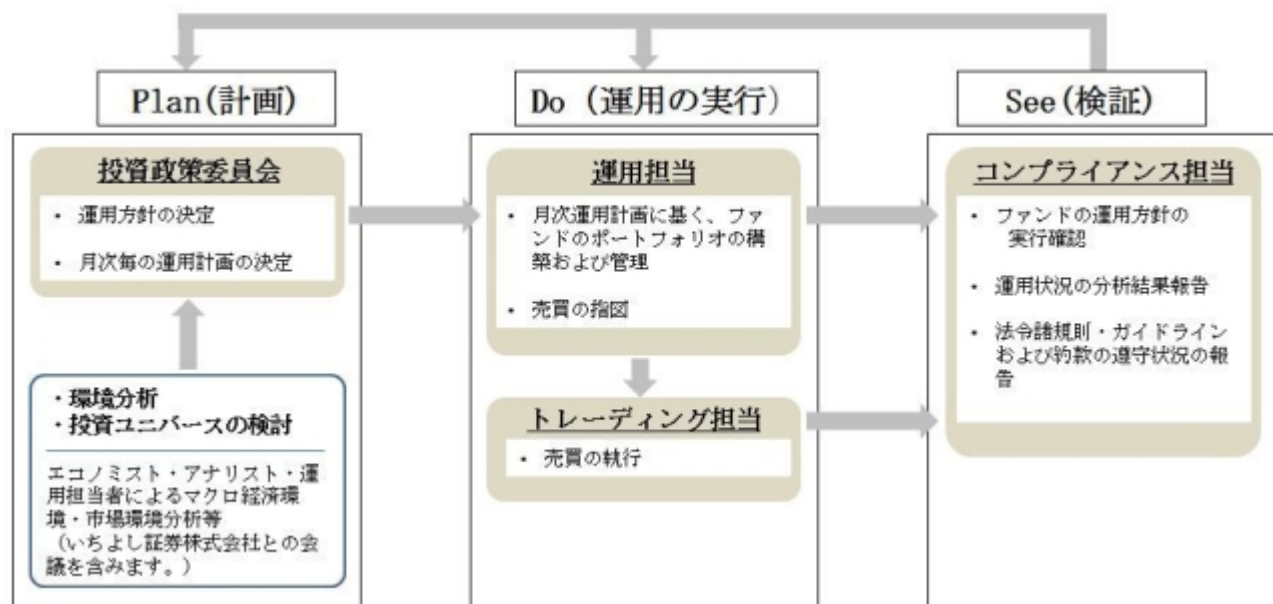 Plan(計画)
投資政策委員会
・ 運用方針の決定
・ 月次毎の運用計画の決定
・環境分析
・投資ユニバースの検討
エコノミスト・アナリスト・運
用担当者によるマクロ経済環
境・市場環境分析等
(いちよし証券株式会社との会
議を含みます。)
Do (運用の実行)
運用担当
・ 月次運用計画に基く、ファ
ンドのポートフォリオの構
築および管理
・ 売買の指図
トレーディング担当
・ 売買の執行
See(検証)
コンプライアンス担当
・ ファンドの運用方針の
実行確認
・ 運用状況の分析結果報告
・ 法令諸規則・ガイドライン
および約款の遵守状況の報
告